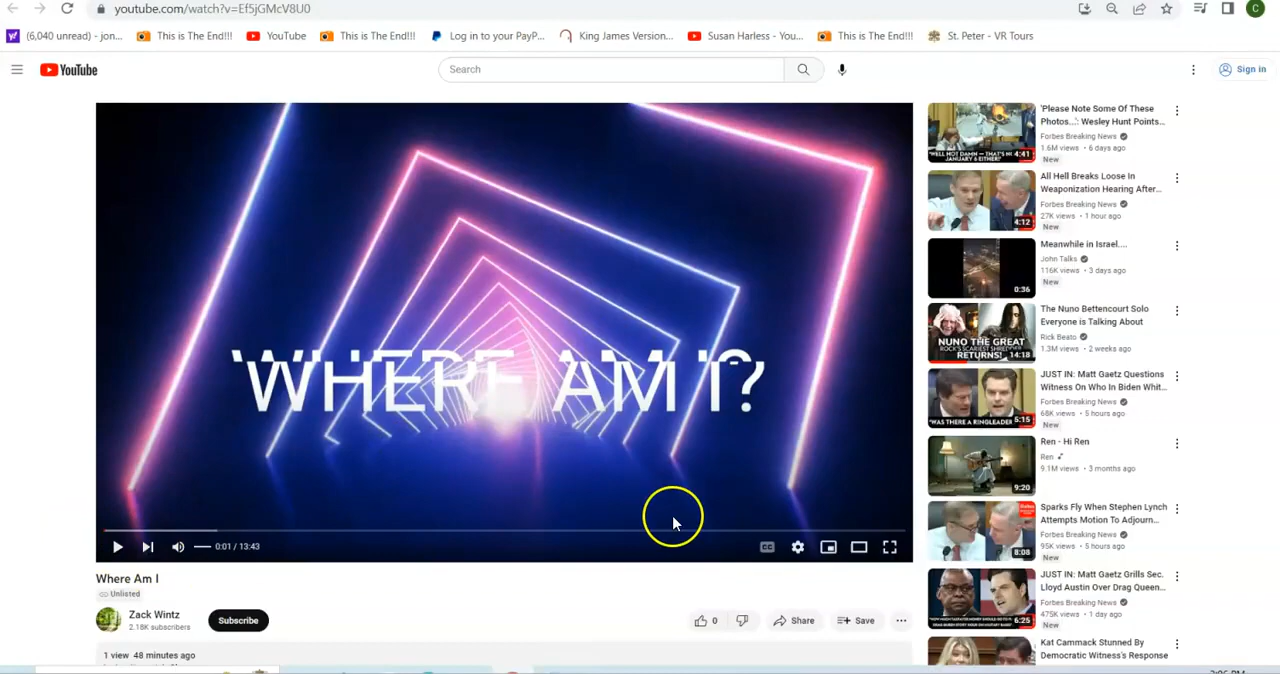 youtube.com/watch?v=Ef5jGMcV8U0
C
(6,040 unread) - jon... This is The End!!! YouTube This is The End!!! Log in to your PayP... King James Version... Susan Harless - You... This is The End!!! St. Peter - VR Tours
YouTube
Search
Sign in
WHERE AM I?
0:01 / 13:43
Where Am I
Unlisted
Zack Wintz
2.18K subscribers
Subscribe
0
Share
Save
1 view 48 minutes ago
'Please Note Some Of These
Photos...': Wesley Hunt Points...
Forbes Breaking News
1.6M views • 6 days ago
New
"WELL NOT DAMN — THAT'S NOT
JANUARY 6 EITHER!"
4:41
All Hell Breaks Loose In
Weaponization Hearing After...
Forbes Breaking News
27K views • 1 hour ago
New
4:12
Meanwhile in Israel....
John Talks
116K views • 3 days ago
New
0:36
The Nuno Bettencourt Solo
Everyone is Talking About
Rick Beato
1.3M views • 2 weeks ago
NUNO THE GREAT
ROCK'S SCARIEST SHREDDER
RETURNS!
14:18
JUST IN: Matt Gaetz Questions
Witness On Who In Biden Whit...
Forbes Breaking News
68K views • 5 hours ago
New
"WAS THERE A RINGLEADER
5:15
Ren - Hi Ren
Ren
9.1M views • 3 months ago
9:20
Sparks Fly When Stephen Lynch
Attempts Motion To Adjourn...
Forbes Breaking News
95K views • 5 hours ago
New
8:08
JUST IN: Matt Gaetz Grills Sec.
Lloyd Austin Over Drag Queen...
Forbes Breaking News
475K views • 1 day ago
New
6:25
Kat Cammack Stunned By
Democratic Witness's Response